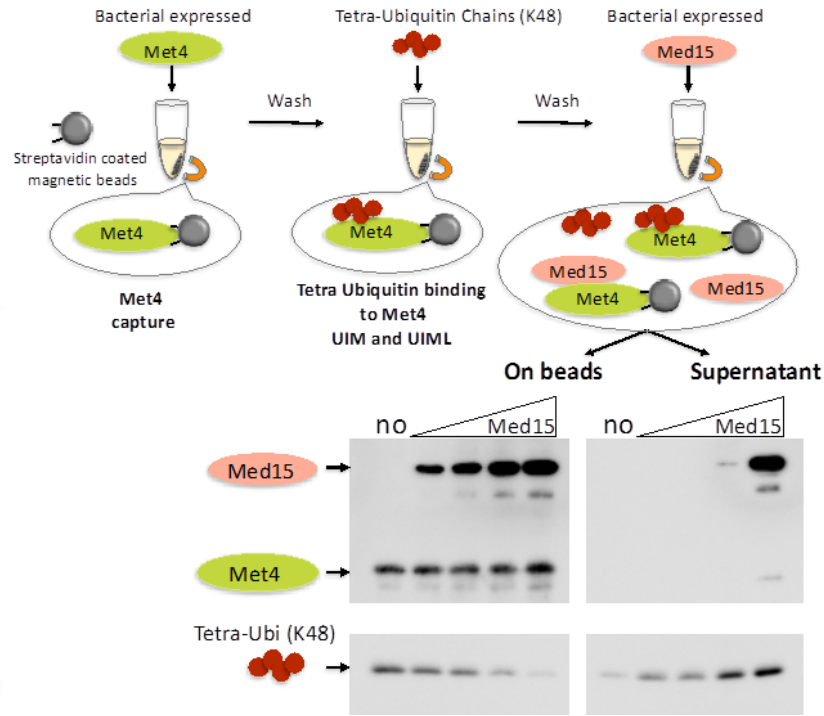 Bacterial expressed
Met4
Tetra-Ubiquitin Chains (K48)
Bacterial expressed
Med15
Wash
Wash
Streptavidin coated
magnetic beads
Met4
Met4
capture
Met4
Tetra Ubiquitin binding
to Met4
UIM and UIML
Met4
Med15
Met4
Med15
On beads
Supernatant
no
Med15
no
Med15
Med15
Met4
Tetra-Ubi (K48)